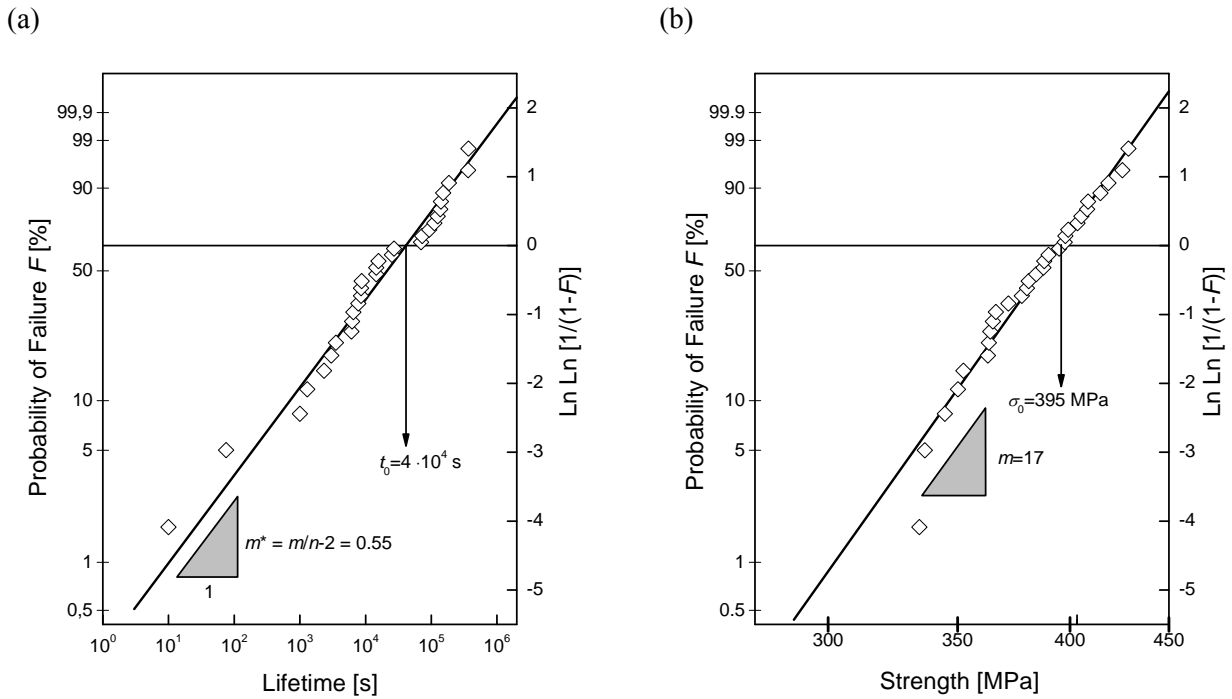 (a)
Probability of Failure F [%]
99,9
99
90
50
10
5
1
0,5
2
1
0
-1
-2
-3
-4
-5
Ln Ln [1/(1-F)]
t₀=4 ·10⁴ s
m* = m/n-2 = 0.55
1
10⁰ 10¹ 10² 10³ 10⁴ 10⁵ 10⁶
Lifetime [s]
(b)
Probability of Failure F [%]
99.9
99
90
50
10
5
1
0.5
2
1
0
-1
-2
-3
-4
-5
Ln Ln [1/(1-F)]
σ₀=395 MPa
m=17
300 350 400 450
Strength [MPa]